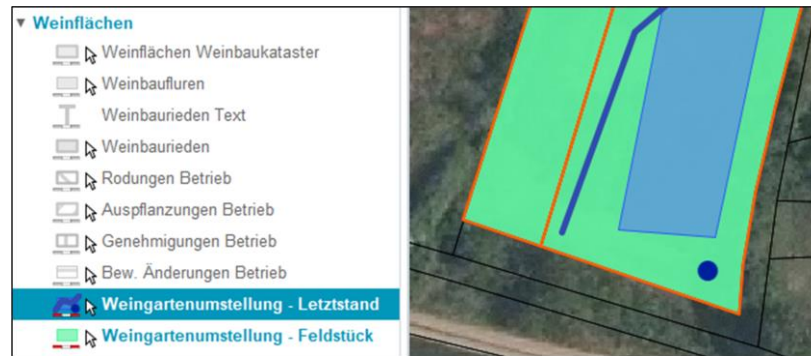 Weinflächen
Weinflächen Weinbaukataster
Weinbaufluren
Weinbaurieden Text
Weinbaurieden
Rodungen Betrieb
Auspflanzungen Betrieb
Genehmigungen Betrieb
Bew. Änderungen Betrieb
Weingartenumstellung - Letztstand
Weingartenumstellung - Feldstück